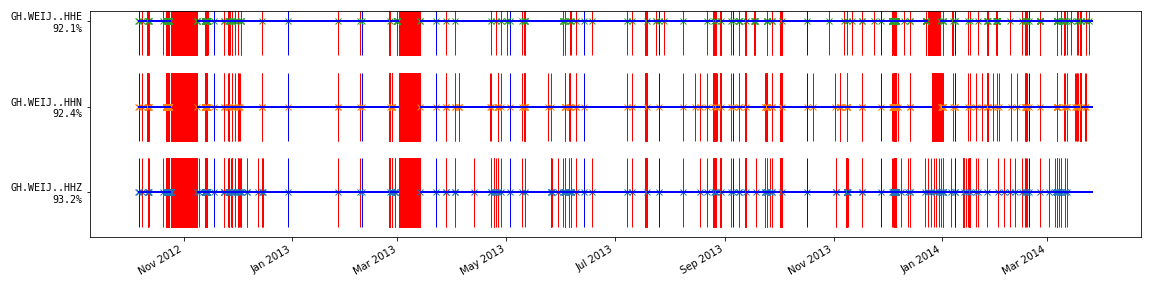 GH.WEIJ..HHE
92.1%
GH.WEIJ..HHN
92.4%
GH.WEIJ..HHZ
93.2%
Nov 2012
Jan 2013
Mar 2013
May 2013
Jul 2013
Sep 2013
Nov 2013
Jan 2014
Mar 2014